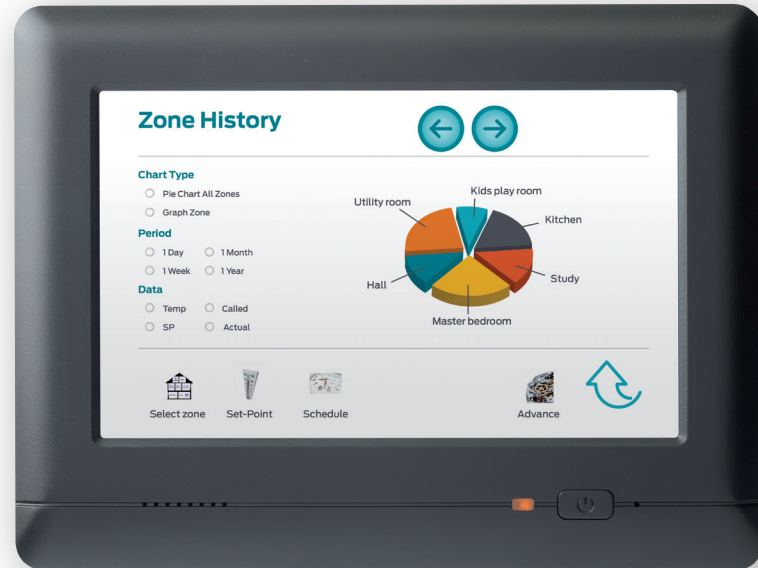 Zone History
Chart Type
Pie Chart All Zones
Graph Zone
Period
1 Day 1 Month
1 Week 1 Year
Data
Temp Called
SP Actual
Utility room
Kids play room
Kitchen
Hall
Study
Master bedroom
Select zone Set-Point Schedule Advance